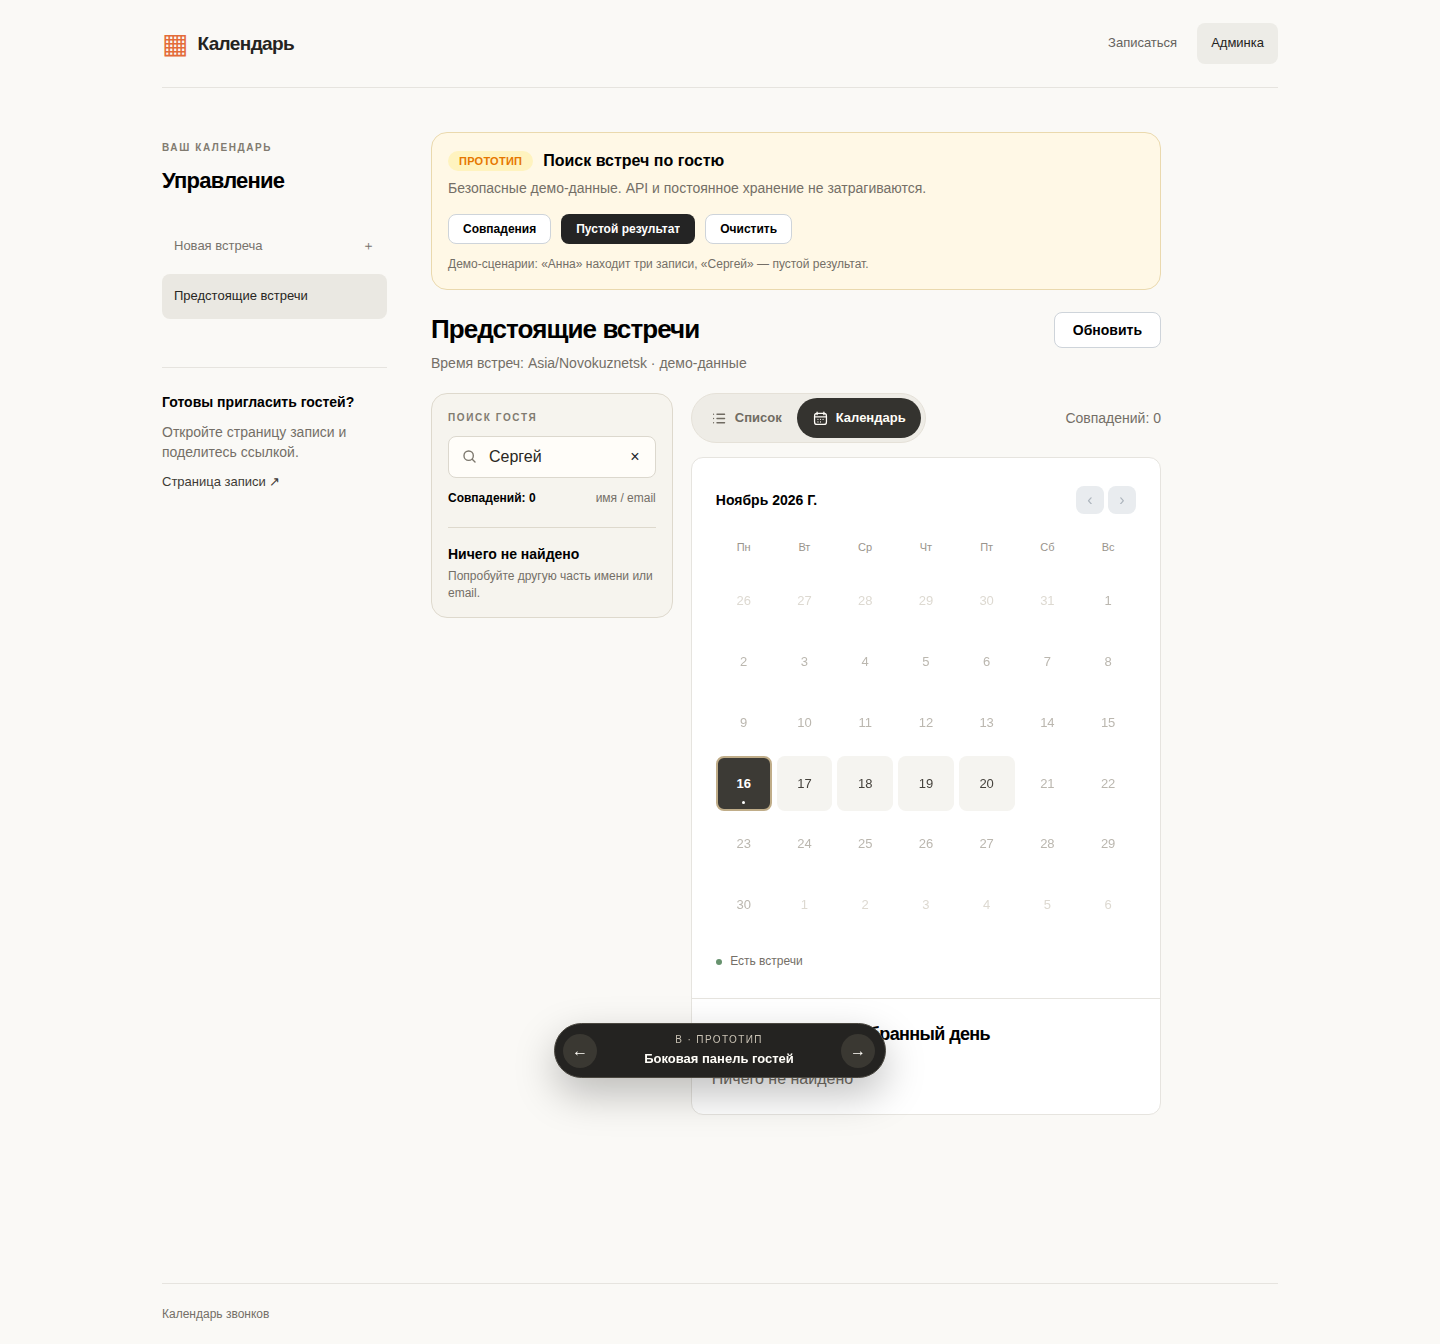 Календарь
Записаться
Админка
ВАШ КАЛЕНДАРЬ
Управление
Новая встреча +
Предстоящие встречи
Готовы пригласить гостей?
Откройте страницу записи и
поделитесь ссылкой.
Страница записи ↗
ПРОТОТИП Поиск встреч по гостю
Безопасные демо-данные. API и постоянное хранение не затрагиваются.
Совпадения
Пустой результат
Очистить
Демо-сценарии: «Анна» находит три записи, «Сергей» — пустой результат.
Предстоящие встречи
Обновить
Время встреч: Asia/Novokuznetsk · демо-данные
ПОИСК ГОСТЯ
Сергей ×
Совпадений: 0 имя / email
Ничего не найдено
Попробуйте другую часть имени или
email.
Список
Календарь
Совпадений: 0
Ноябрь 2026 Г. ‹ ›
Пн Вт Ср Чт Пт Сб Вс
26 27 28 29 30 31 1
2 3 4 5 6 7 8
9 10 11 12 13 14 15
16 17 18 19 20 21 22
23 24 25 26 27 28 29
30 1 2 3 4 5 6
Есть встречи
бранный день
Ничего не найдено
← B · ПРОТОТИП →
Боковая панель гостей
Календарь звонков